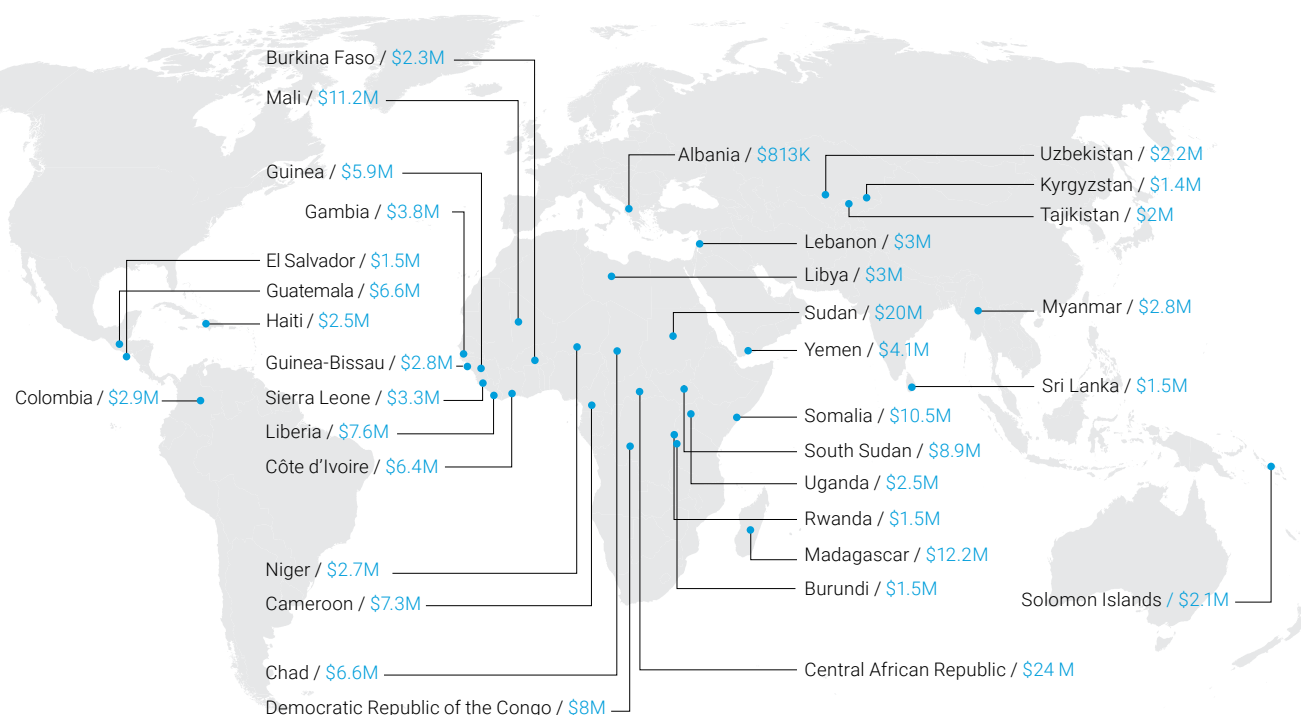 Burkina Faso / $2.3M
Mali / $11.2M
Guinea / $5.9M
Gambia / $3.8M
El Salvador / $1.5M
Guatemala / $6.6M
Haiti / $2.5M
Guinea-Bissau / $2.8M
Colombia / $2.9M
Sierra Leone / $3.3M
Liberia / $7.6M
Côte d’Ivoire / $6.4M
Niger / $2.7M
Cameroon / $7.3M
Chad / $6.6M
Democratic Republic of the Congo / $8M
Albania / $813K
Lebanon / $3M
Libya / $3M
Sudan / $20M
Yemen / $4.1M
Somalia / $10.5M
South Sudan / $8.9M
Uganda / $2.5M
Rwanda / $1.5M
Madagascar / $12.2M
Burundi / $1.5M
Central African Republic / $24 M
Uzbekistan / $2.2M
Kyrgyzstan / $1.4M
Tajikistan / $2M
Myanmar / $2.8M
Sri Lanka / $1.5M
Solomon Islands / $2.1M